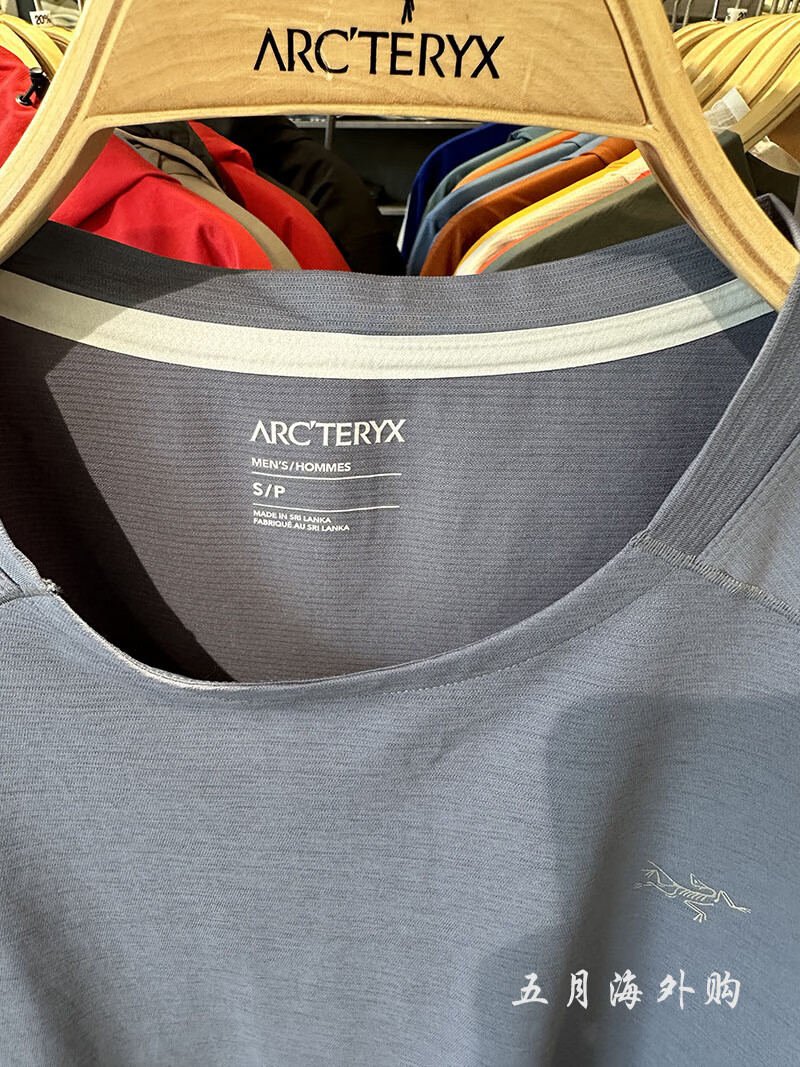 20%
ARC'TERYX
ARC'TERYX
MEN'S/HOMMES
S/P
MADE IN SRI LANKA
FABRIQUÉ AU SRI LANKA
五月海外购